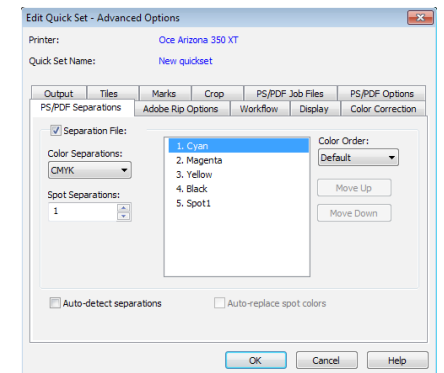 Edit Quick Set - Advanced Options
Printer: Oce Arizona 350 XT
Quick Set Name: New quickset
Output Tiles Marks Crop PS/PDF Job Files PS/PDF Options
PS/PDF Separations Adobe Rip Options Workflow Display Color Correction
Separation File:
Color Separations:
CMYK
Spot Separations:
1
1. Cyan
2. Magenta
3. Yellow
4. Black
5. Spot1
Color Order:
Default
Move Up
Move Down
Auto-detect separations Auto-replace spot colors
OK Cancel Help